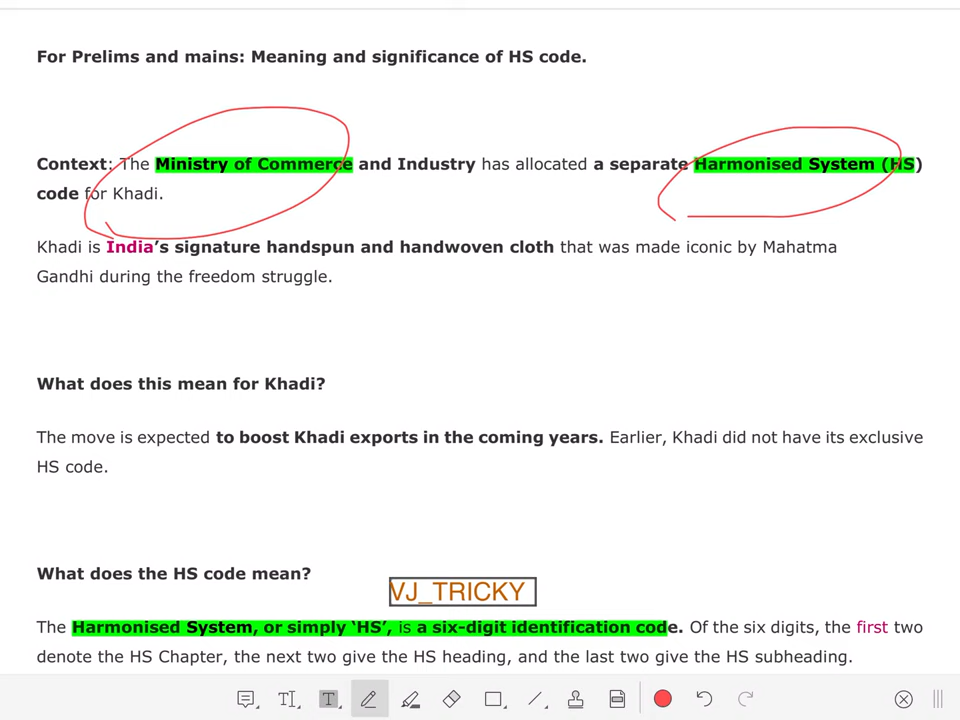 For Prelims and mains: Meaning and significance of HS code.
Context: The Ministry of Commerce and Industry has allocated a separate Harmonised System (HS)
code for Khadi.
Khadi is India’s signature handspun and handwoven cloth that was made iconic by Mahatma
Gandhi during the freedom struggle.
What does this mean for Khadi?
The move is expected to boost Khadi exports in the coming years. Earlier, Khadi did not have its exclusive
HS code.
What does the HS code mean?
VJ_TRICKY
The Harmonised System, or simply ‘HS’, is a six-digit identification code. Of the six digits, the first two
denote the HS Chapter, the next two give the HS heading, and the last two give the HS subheading.